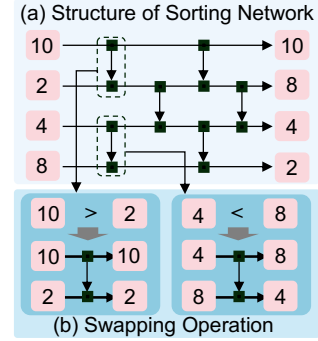 (a) Structure of Sorting Network
10 10
2 8
4 4
8 2
10 > 2 4 < 8
10 10 4 8
2 2 8 4
(b) Swapping Operation